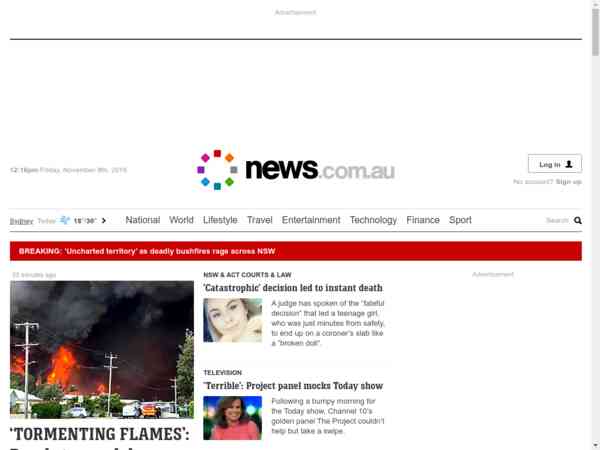 Advertisement
12:16pm Friday, November 8th, 2019
news.com.au
Log in
No account? Sign up
Sydney Today 18°/36° National World Lifestyle Travel Entertainment Technology Finance Sport Search
BREAKING: 'Uncharted territory' as deadly bushfires rage across NSW
NSW & ACT COURTS & LAW
'Catastrophic' decision led to instant death
A judge has spoken of the "fateful
decision" that led a teenage girl,
who was just minutes from safety,
to end up on a coroner's slab like
a "broken doll".
TELEVISION
'Terrible': Project panel mocks Today show
Following a bumpy morning for
the Today show, Channel 10's
golden panel The Project couldn't
help but take a swipe.
Advertisement
minutes ago
'TORMENTING FLAMES':